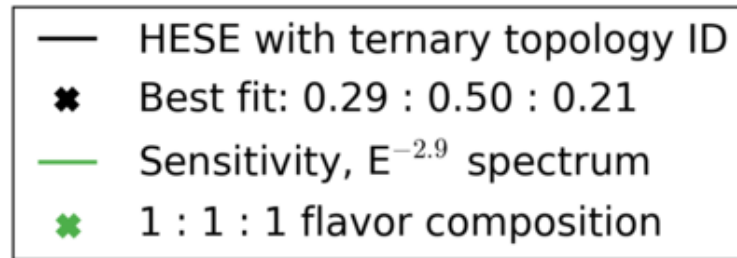 HESE with ternary topology ID
Best fit: 0.29 : 0.50 : 0.21
Sensitivity, E^{-2.9} spectrum
1 : 1 : 1 flavor composition